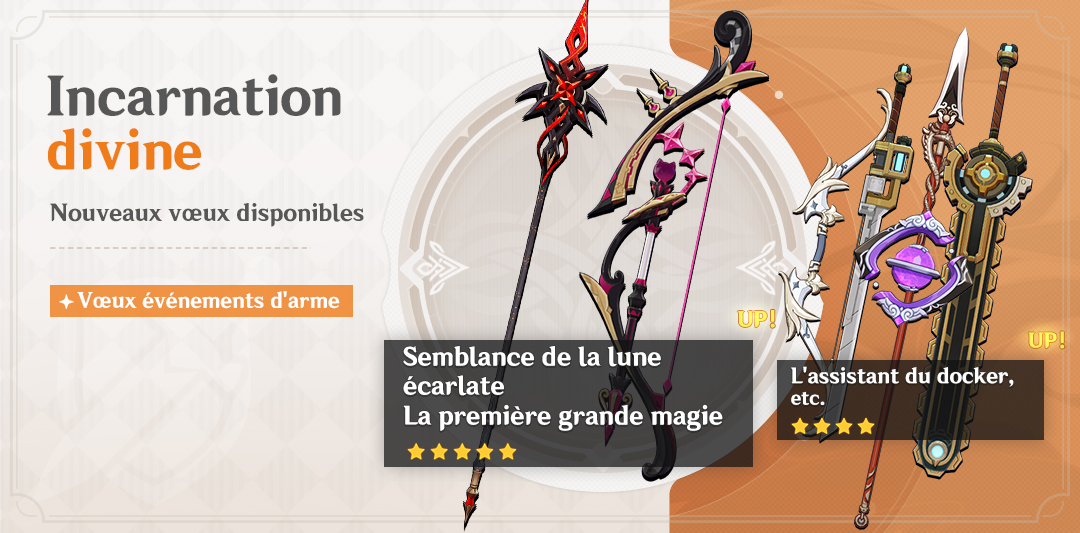 Incarnation
divine
Nouveaux vœux disponibles
Vœux événements d'arme
UP!
Semblance de la lune
écarlate
La première grande magie
UP!
L'assistant du docker,
etc.